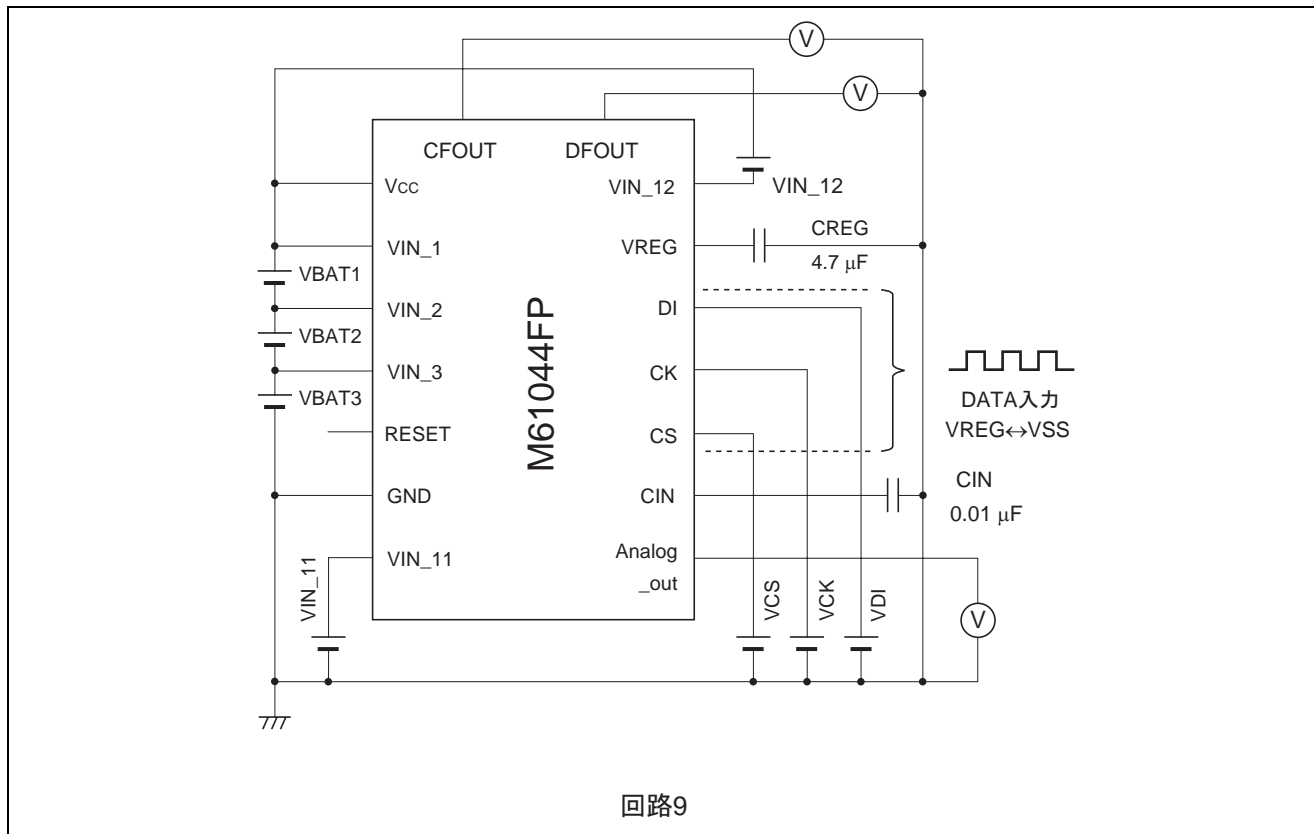 V
V
CFOUT DFOUT
Vcc
VIN_1
VBAT1
VIN_2
VBAT2
VIN_3
VBAT3
RESET
GND
VIN_11
VIN_11
M61044FP
VIN_12
VIN_12
VREG
CREG
4.7 μF
DI
CK
CS
DATA入力
VREG↔VSS
CIN
CIN
0.01 μF
Analog
_out
VCS
VCK
VDI
V
回路9